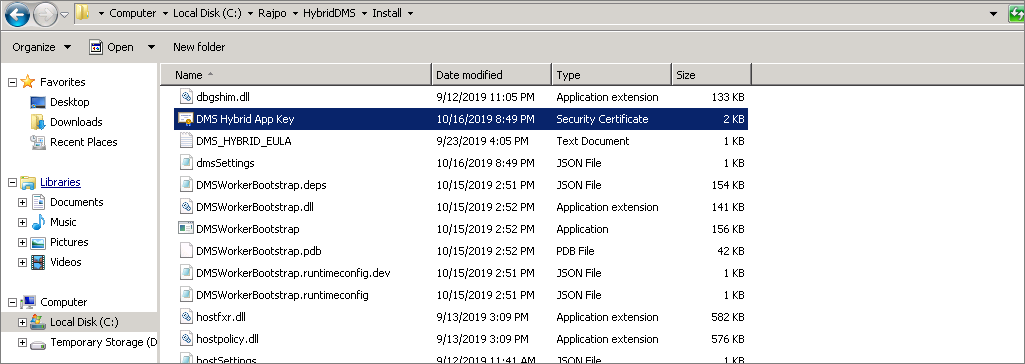 Computer Local Disk (C:) Rajpo HybridDMS Install
Organize Open New folder
Favorites
Desktop
Downloads
Recent Places
Libraries
Documents
Music
Pictures
Videos
Computer
Local Disk (C:)
Temporary Storage (D
Name Date modified Type Size
dbgshim.dll 9/12/2019 11:05 PM Application extension 133 KB
DMS Hybrid App Key 10/16/2019 8:49 PM Security Certificate 2 KB
DMS_HYBRID_EULA 9/23/2019 4:05 PM Text Document 1 KB
dmsSettings 10/16/2019 8:49 PM JSON File 1 KB
DMSWorkerBootstrap.deps 10/15/2019 2:51 PM JSON File 154 KB
DMSWorkerBootstrap.dll 10/15/2019 2:52 PM Application extension 141 KB
DMSWorkerBootstrap 10/15/2019 2:52 PM Application 156 KB
DMSWorkerBootstrap.pdb 10/15/2019 2:52 PM PDB File 42 KB
DMSWorkerBootstrap.runtimeconfig.dev 10/15/2019 2:51 PM JSON File 1 KB
DMSWorkerBootstrap.runtimeconfig 10/15/2019 2:51 PM JSON File 1 KB
hostfxr.dll 9/13/2019 3:09 PM Application extension 582 KB
hostpolicy.dll 9/13/2019 3:09 PM Application extension 576 KB
hostSettings 9/12/2019 11:41 AM JSON File 1 KB